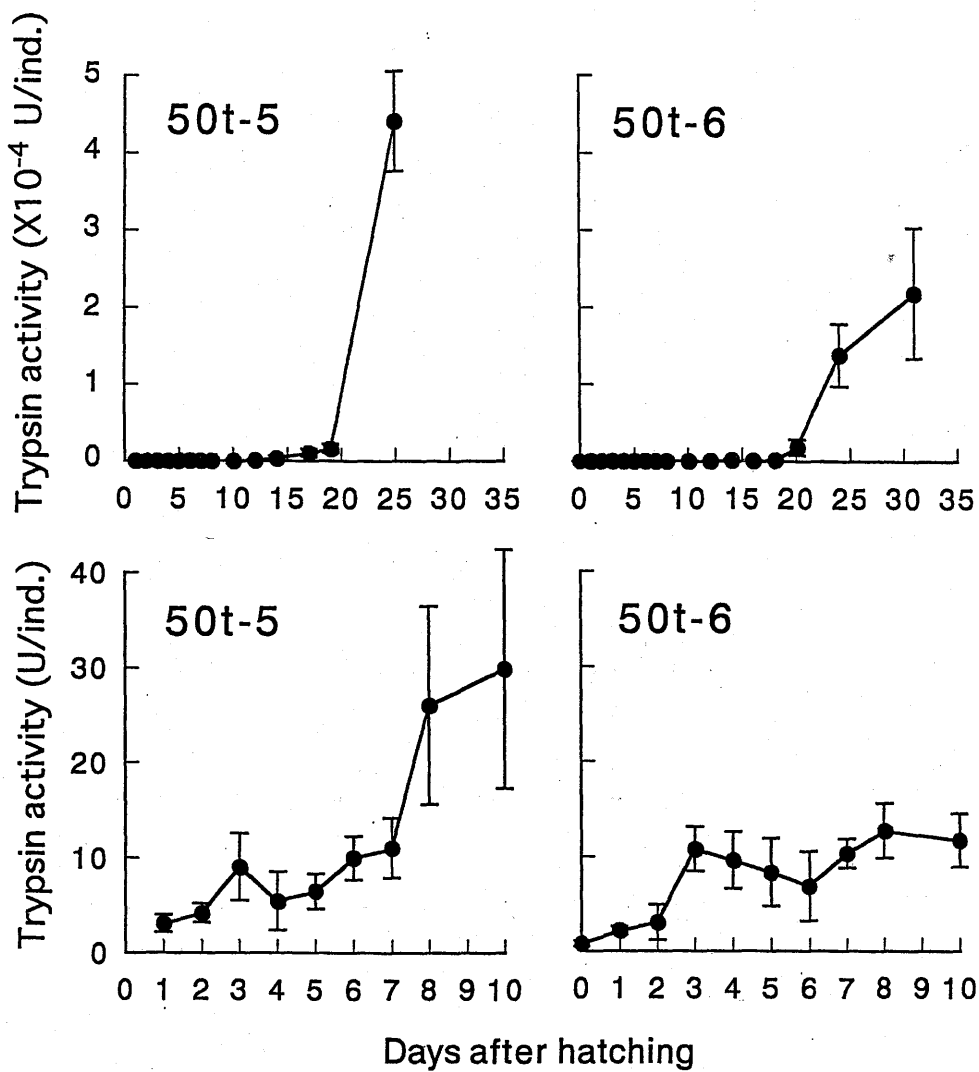 Trypsin activity (X10⁻⁴ U/ind.)
5
4
3
2
1
0
50t-5
0 5 10 15 20 25 30 35
50t-6
0 5 10 15 20 25 30 35
Trypsin activity (U/ind.)
40
30
20
10
0
50t-5
0 1 2 3 4 5 6 7 8 9 10
50t-6
0 1 2 3 4 5 6 7 8 9 10
Days after hatching